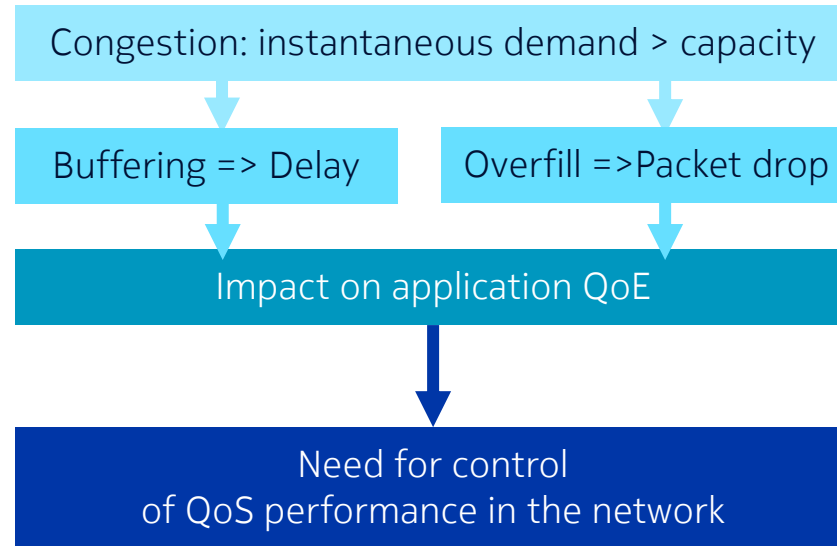 Congestion: instantaneous demand > capacity
Buffering => Delay
Overfill =>Packet drop
Impact on application QoE
Need for control
of QoS performance in the network